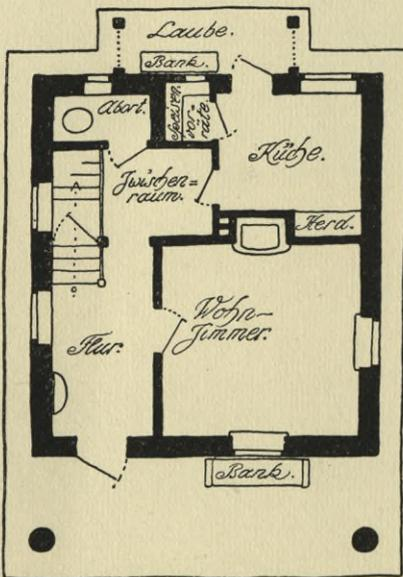 Laube.
Bank.
Abort.
Speisen-
vor-
räte.
Küche.
Zwischen=
raum.
Herd.
Wohn-
Zimmer.
Flur.
A
Bank.